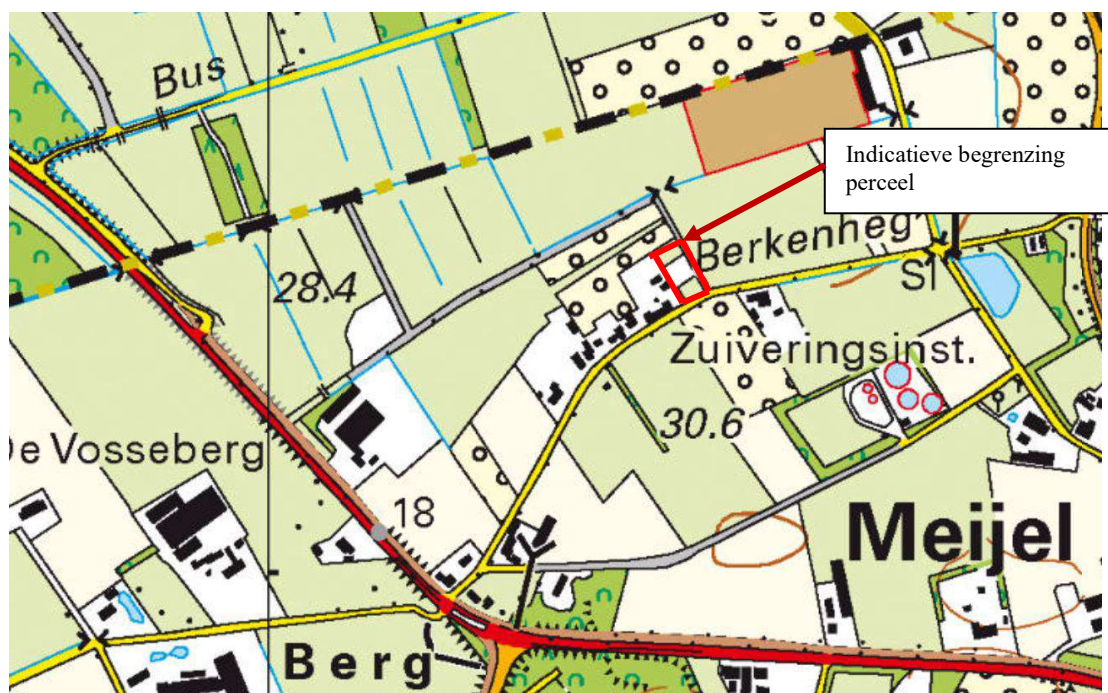 Bus
Indicatieve begrenzing
perceel
Berkenheg
28.4
Sl
Zuiveringsinst.
30.6
De Vosseberg
18
Meijel
Berg